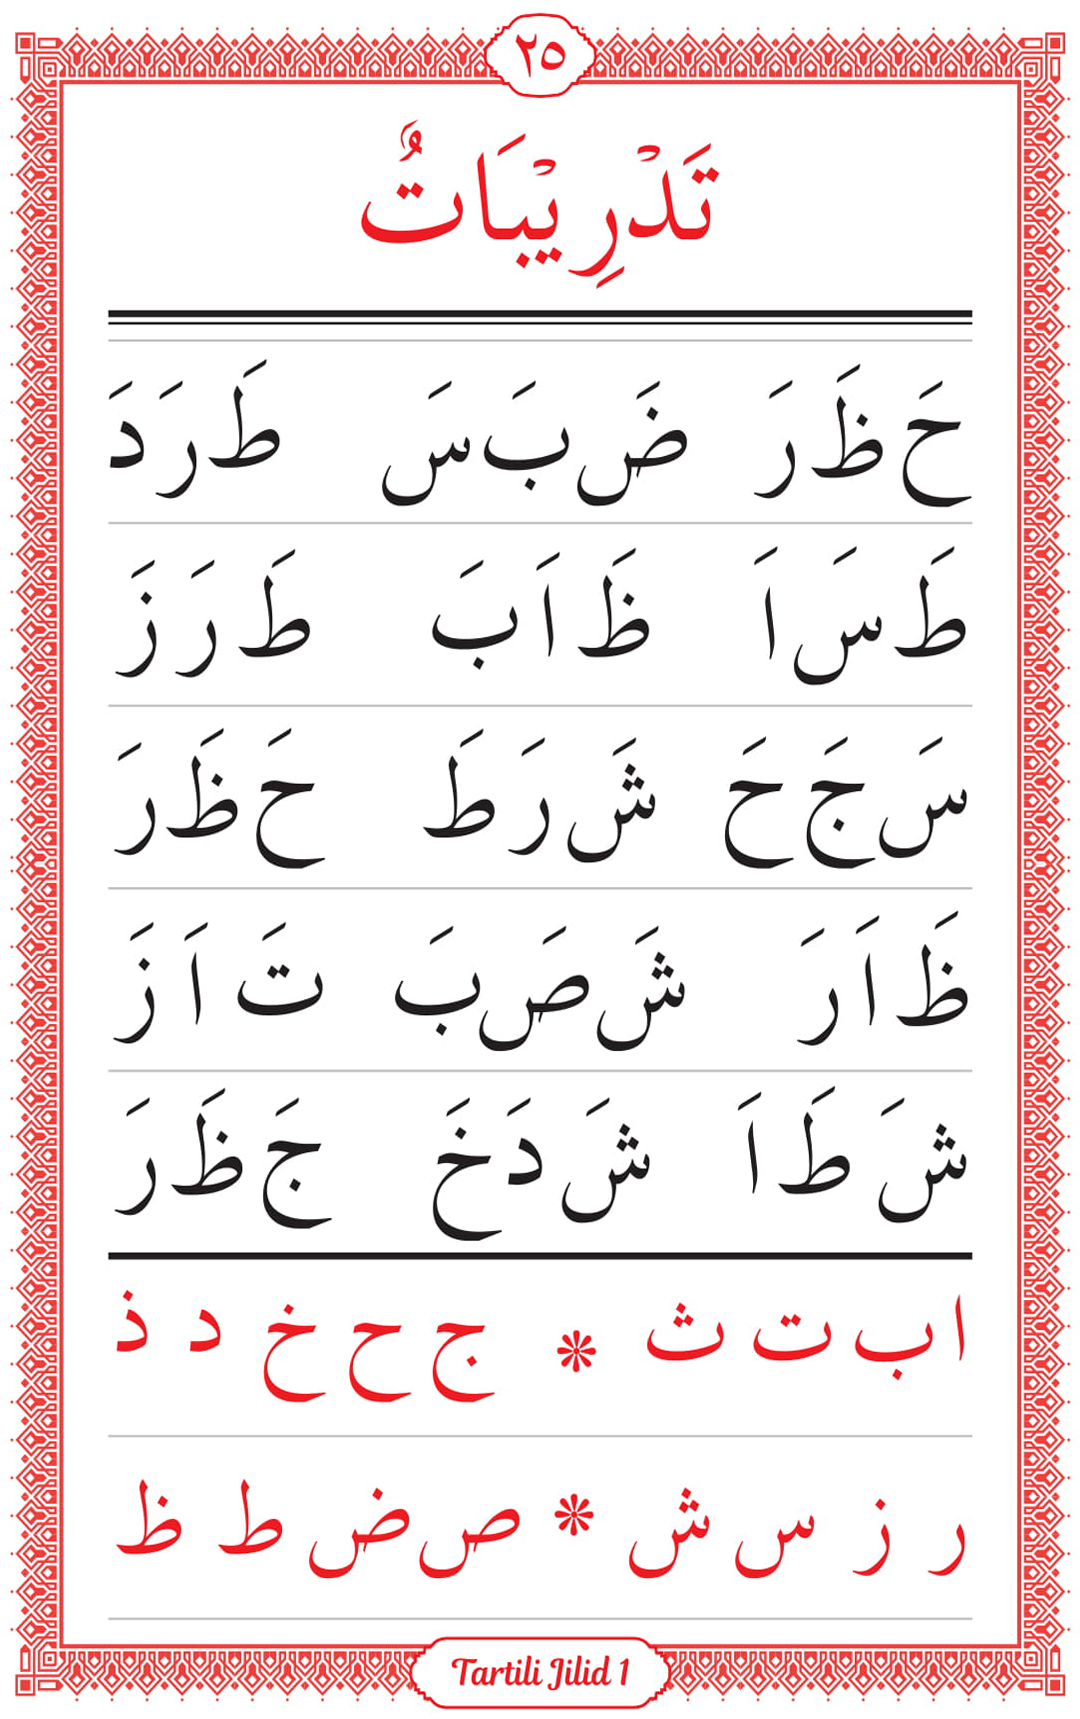 ٢٥
تَدْرِيْبَاتٌ
حَ ظَ رَ ضَ بَ سَ طَ رَ دَ
طَ سَ اَ ظَ اَ بَ طَ رَ زَ
سَ جَ حَ شَ رَ طَ حَ ظَ رَ
ظَ اَ رَ شَ صَ بَ تَ اَ زَ
شَ طَ اَ شَ دَ خَ جَ ظَ رَ
ا ب ت ث * ج ح خ د ذ
ر ز س ش * ص ض ط ظ
Tartili Jilid 1